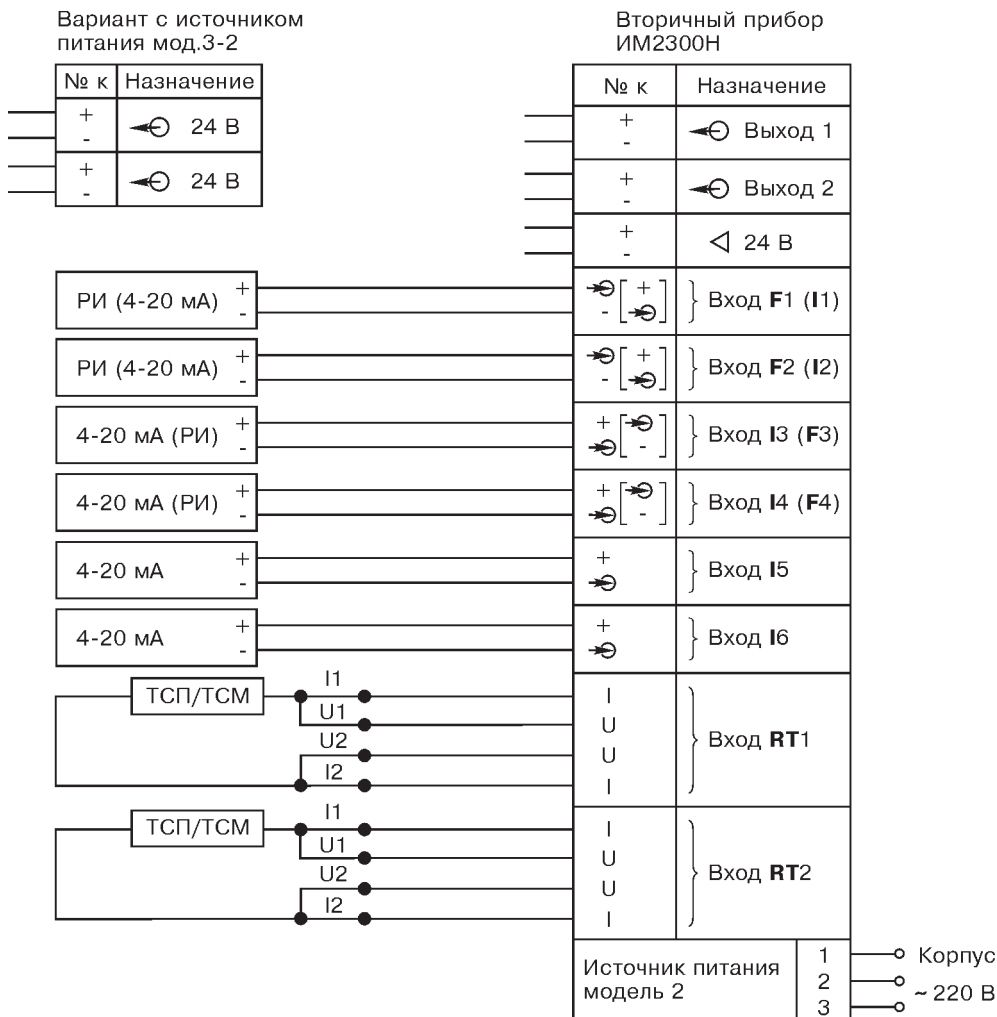 Вариант с источником
питания мод.3-2
№ к Назначение
+ 24 В
-
+ 24 В
-
Вторичный прибор
ИМ2300Н
№ к Назначение
+ Выход 1
-
+ Выход 2
-
+ 24 В
-
РИ (4-20 мА) + [ + ] Вход F1 (I1)
- -
РИ (4-20 мА) + [ + ] Вход F2 (I2)
- -
4-20 мА (РИ) + + [ ] Вход I3 (F3)
- -
4-20 мА (РИ) + + [ ] Вход I4 (F4)
- -
4-20 мА + + Вход I5
-
4-20 мА + + Вход I6
-
ТСП/ТСМ I1 I
U1 U
Вход RT1
U2 U
I2 I
ТСП/ТСМ I1 I
U1 U
Вход RT2
U2 U
I2 I
Источник питания
модель 2
1 Корпус
2
~ 220 В
3